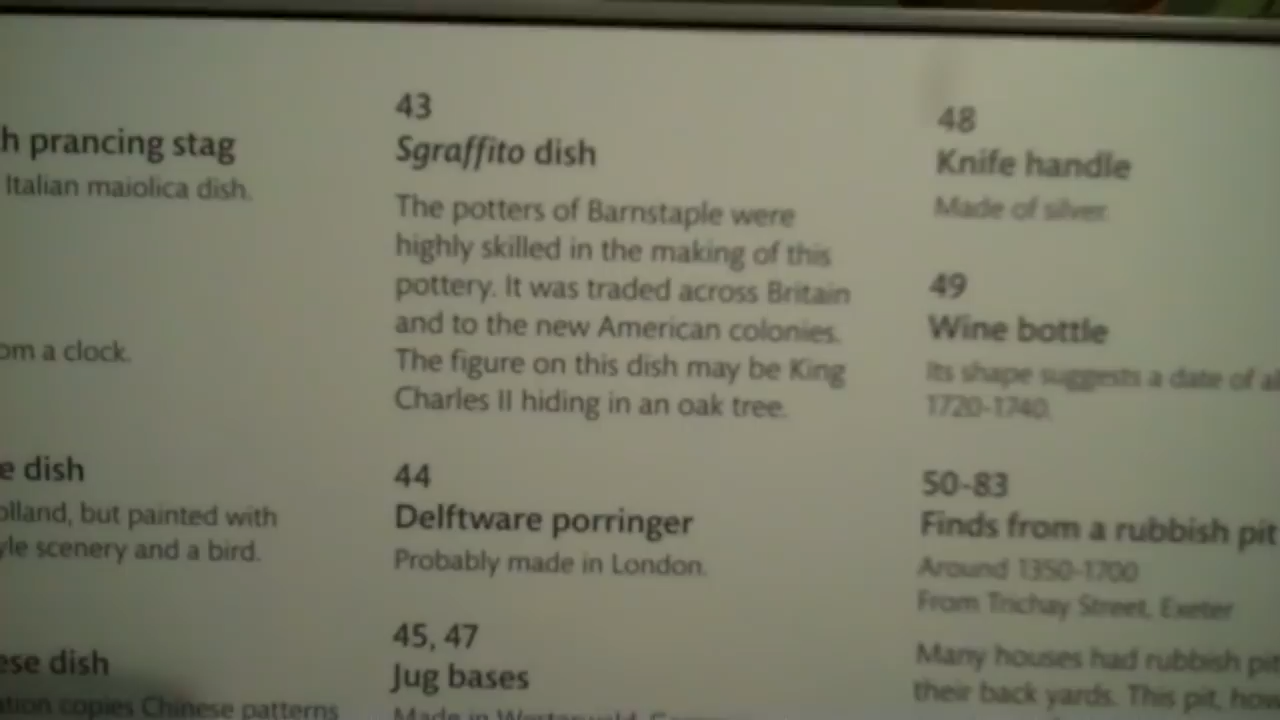 h prancing stag
Italian maiolica dish.
om a clock.
e dish
olland, but painted with
yle scenery and a bird.
ese dish
ation copies Chinese patterns
43
Sgraffito dish
The potters of Barnstaple were
highly skilled in the making of this
pottery. It was traded across Britain
and to the new American colonies.
The figure on this dish may be King
Charles II hiding in an oak tree.
44
Delftware porringer
Probably made in London.
45, 47
Jug bases
Made in Westerwald,
48
Knife handle
Made of silver.
49
Wine bottle
Its shape suggests a date of
1720-1740.
50-83
Finds from a rubbish pit
Around 1350-1700
From Trichay Street, Exeter
Many houses had rubbish pit
their back yards. This pit, how